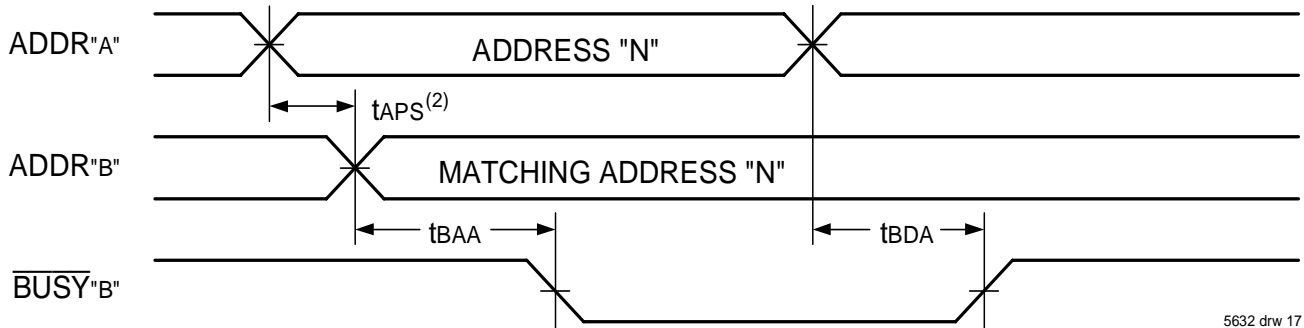 ADDR"A"
ADDRESS "N"
tAPS(2)
ADDR"B"
MATCHING ADDRESS "N"
tBAA
tBDA
BUSY"B"
5632 drw 17